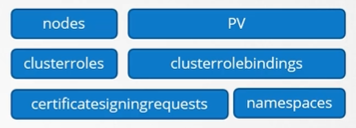 nodes PV
clusterroles clusterrolebindings
certificatesigningrequests namespaces